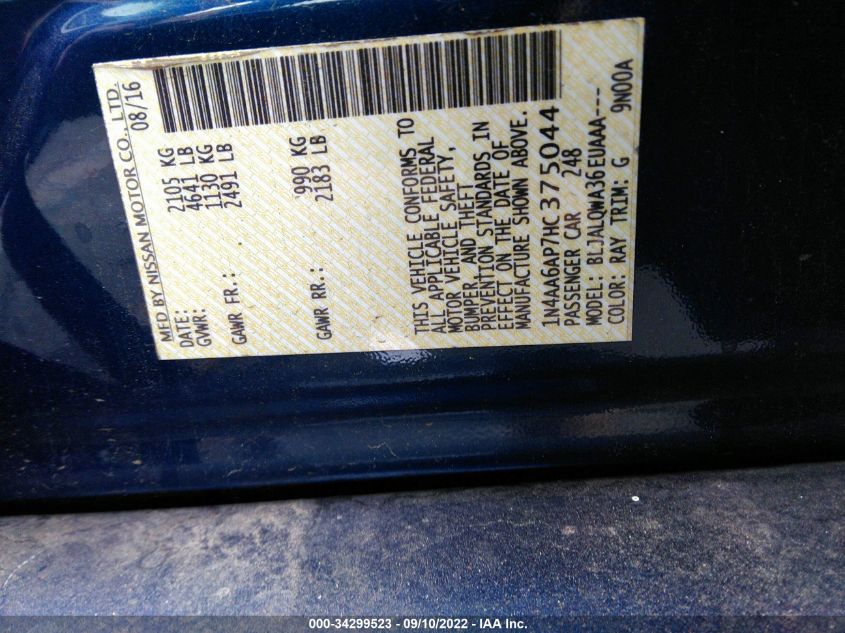 MFD BY NISSAN MOTOR CO., LTD.
DATE: 08/16
GVWR: 2105 KG
4641 LB
GAWR FR.: 1130 KG
2491 LB
GAWR RR.: 990 KG
2183 LB
THIS VEHICLE CONFORMS TO
ALL APPLICABLE FEDERAL
MOTOR VEHICLE SAFETY,
BUMPER, AND THEFT
PREVENTION STANDARDS IN
EFFECT ON THE DATE OF
MANUFACTURE SHOWN ABOVE.
1N4AA6AP7HC375044
PASSENGER CAR 248
MODEL: BLJALQWA36EUAAA---
COLOR: RAY TRIM: G 9N00A
000-34299523 - 09/10/2022 - IAA Inc.